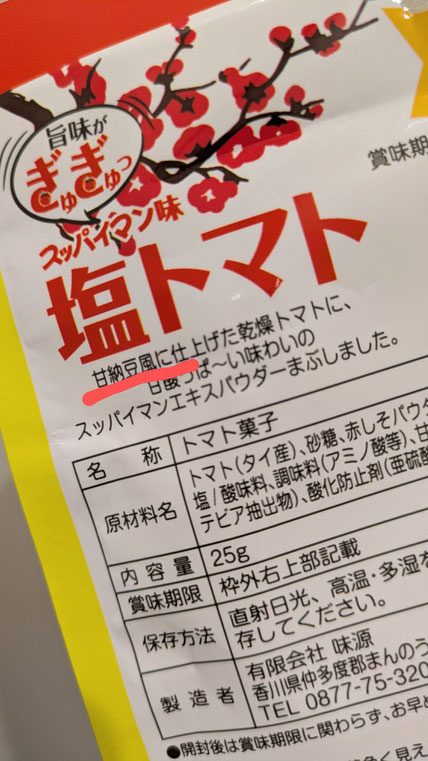 旨味が
ぎゅぎゅっ
スッパイマン味
塩トマト
賞味期
甘納豆風に仕上げた乾燥トマトに、
甘酸っぱ〜い味わいの
スッパイマンエキスパウダーまぶしました。
名称 トマト菓子
原材料名 トマト(タイ産)、砂糖、赤しそパウ
塩/酸味料、調味料(アミノ酸等)、甘
テビア抽出物)、酸化防止剤(亜硫酸
内容量 25g
賞味期限 枠外右上部記載
保存方法 直射日光、高温・多湿を
存してください。
製造者 有限会社 味源
香川県仲多度郡まんのう
TEL 0877-75-320
●開封後は賞味期限に関わらず、お早め